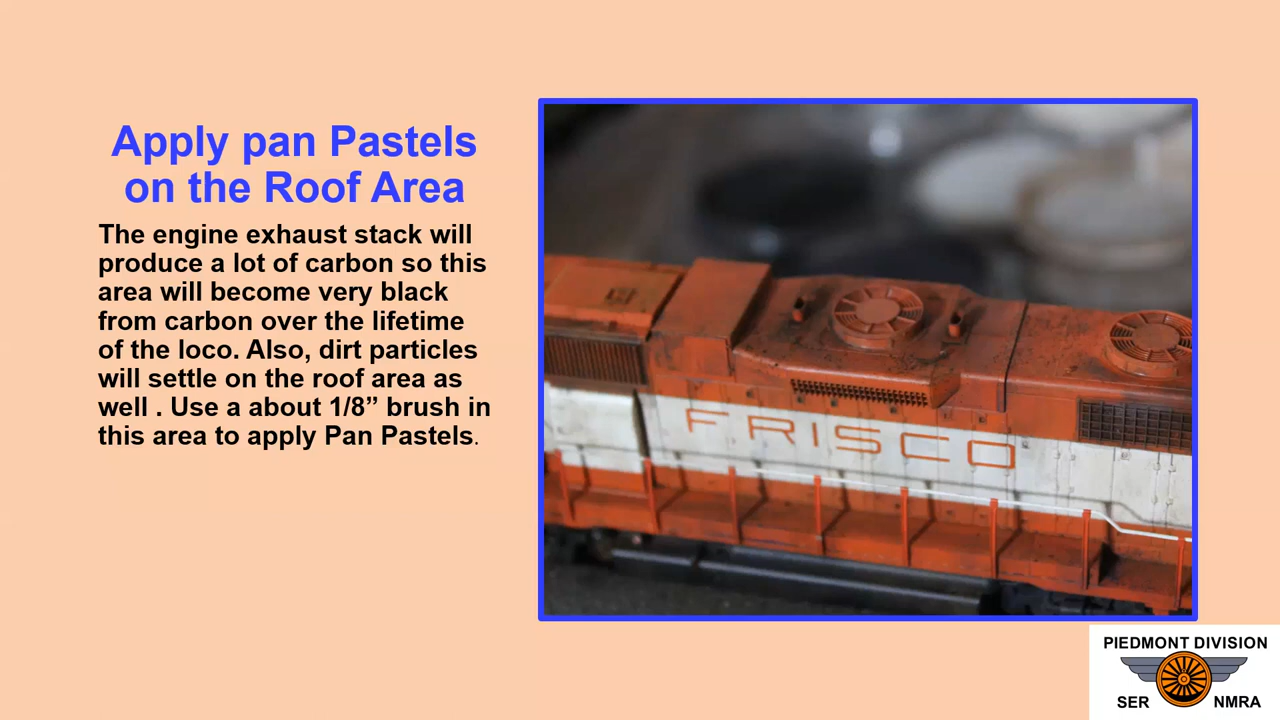 Apply pan Pastels
on the Roof Area
The engine exhaust stack will
produce a lot of carbon so this
area will become very black
from carbon over the lifetime
of the loco. Also, dirt particles
will settle on the roof area as
well . Use a about 1/8” brush in
this area to apply Pan Pastels.
FRISCO
PIEDMONT DIVISION
SER NMRA